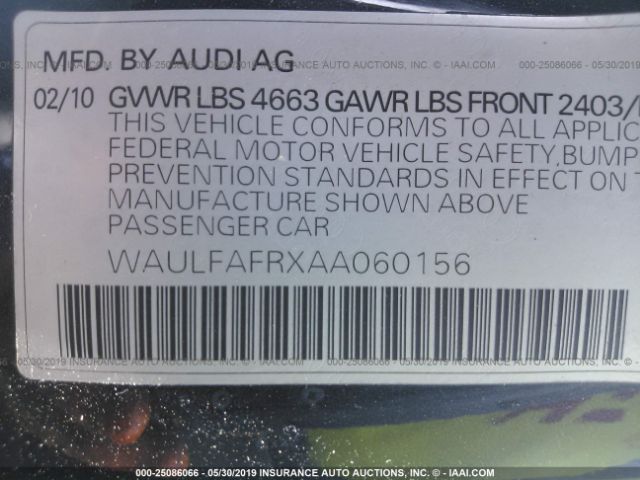 MFD. BY AUDI AG
02/10 GVWR LBS 4663 GAWR LBS FRONT 2403/
THIS VEHICLE CONFORMS TO ALL APPLIC
FEDERAL MOTOR VEHICLE SAFETY,BUMP
PREVENTION STANDARDS IN EFFECT ON T
MANUFACTURE SHOWN ABOVE
PASSENGER CAR
WAULFAFRXAA060156
000-25086066 - 05/30/2019 INSURANCE AUTO AUCTIONS, INC. - IAAI.COM